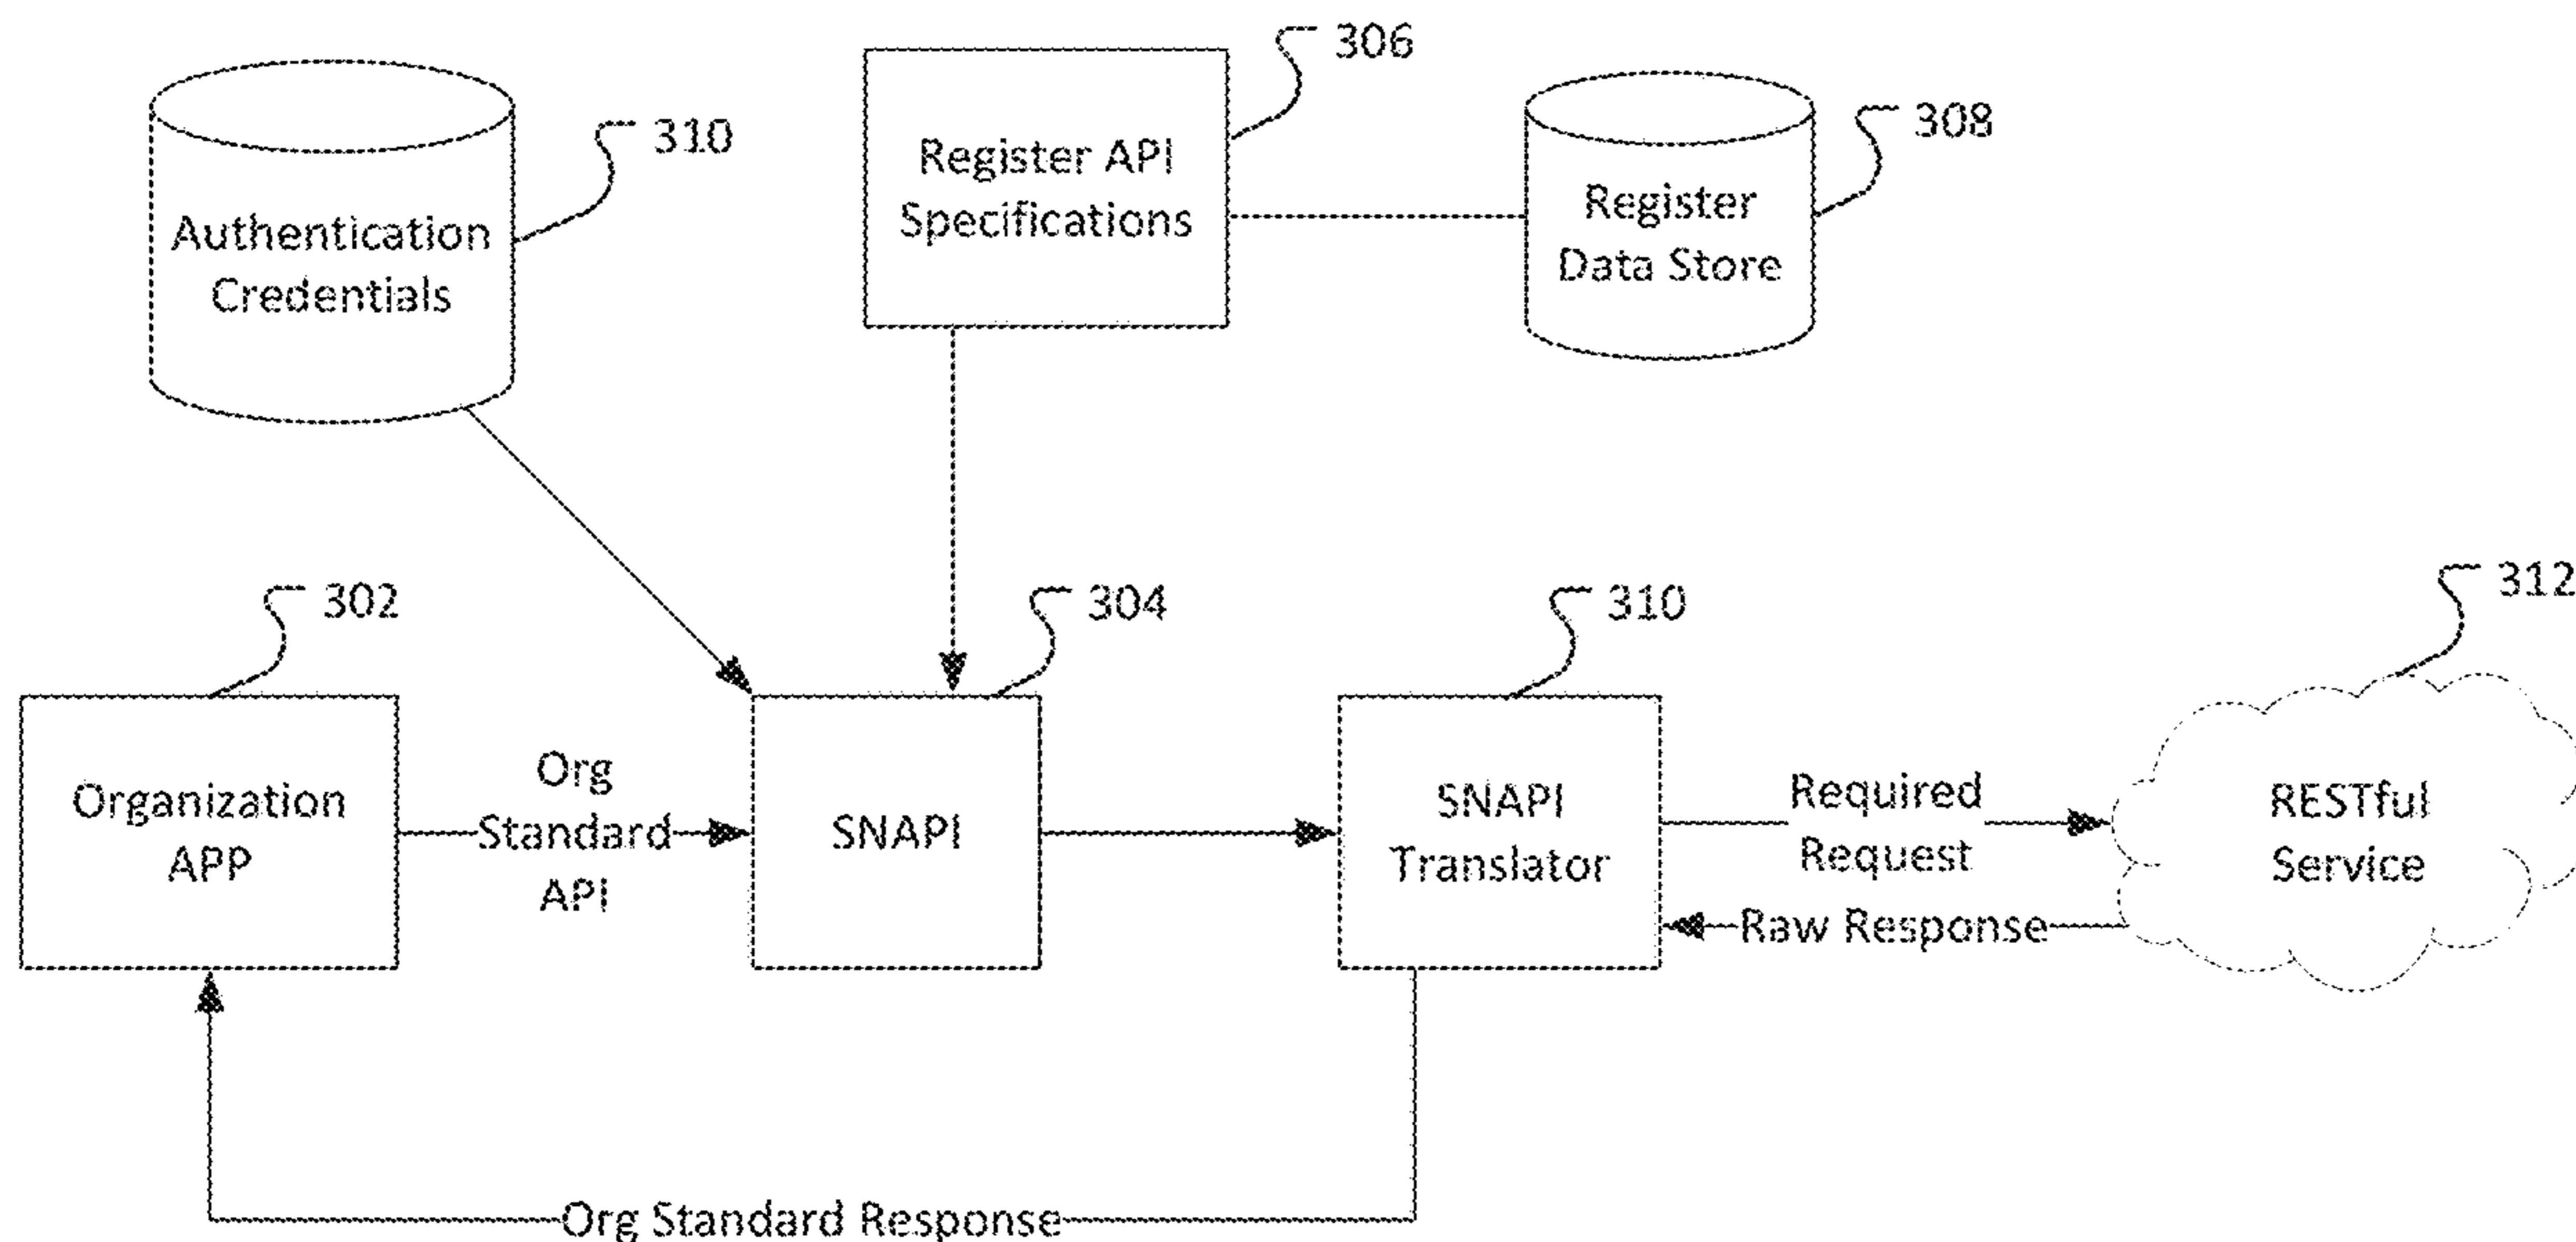 306
310
308
Register API
Specifications
Register
Data Store
Authentication
Credentials
302
304
310
312
Organization
APP
Org
Standard
API
SNAPI
SNAPI
Translator
Required
Request
RESTful
Service
Raw Response
Org Standard Response